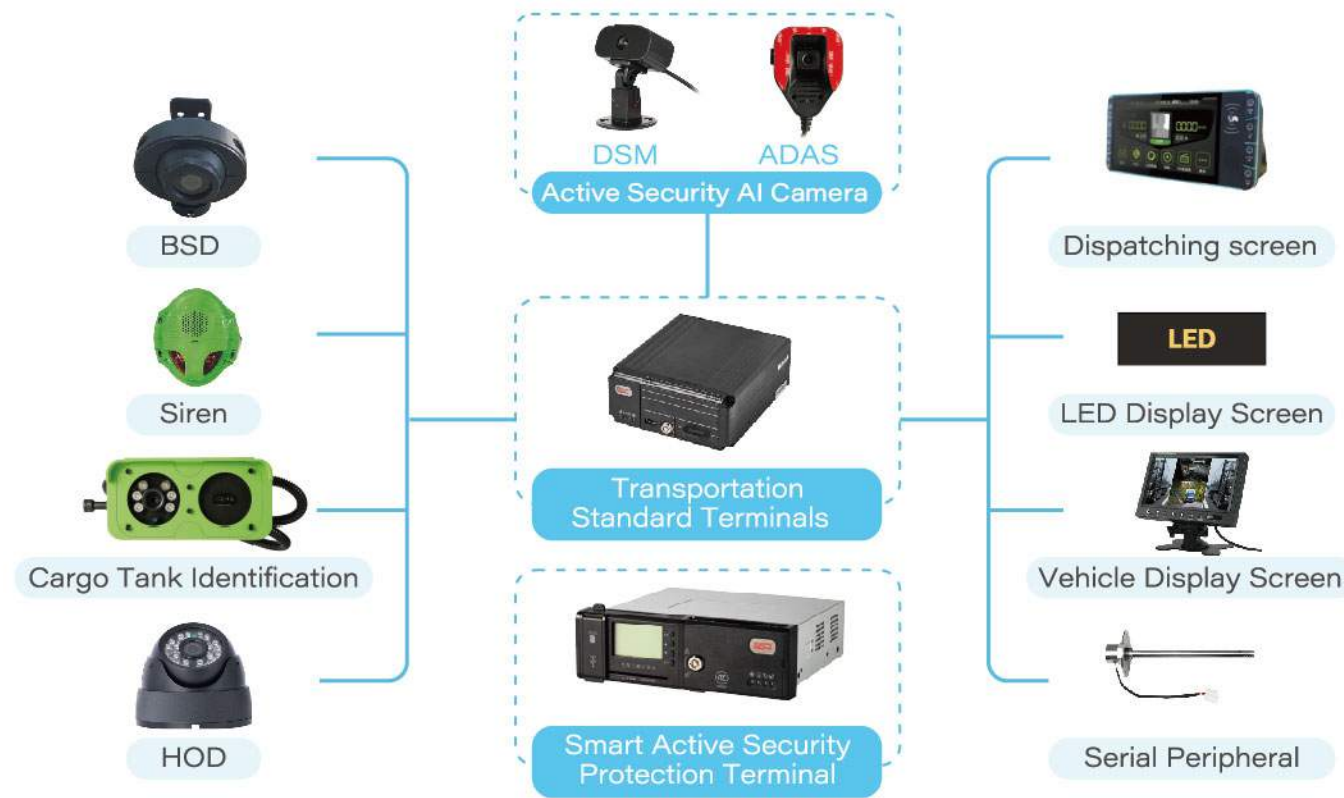 DSM
ADAS
Active Security AI Camera
BSD
Siren
Cargo Tank Identification
HOD
Transportation
Standard Terminals
Smart Active Security
Protection Terminal
Dispatching screen
LED
LED Display Screen
Vehicle Display Screen
Serial Peripheral